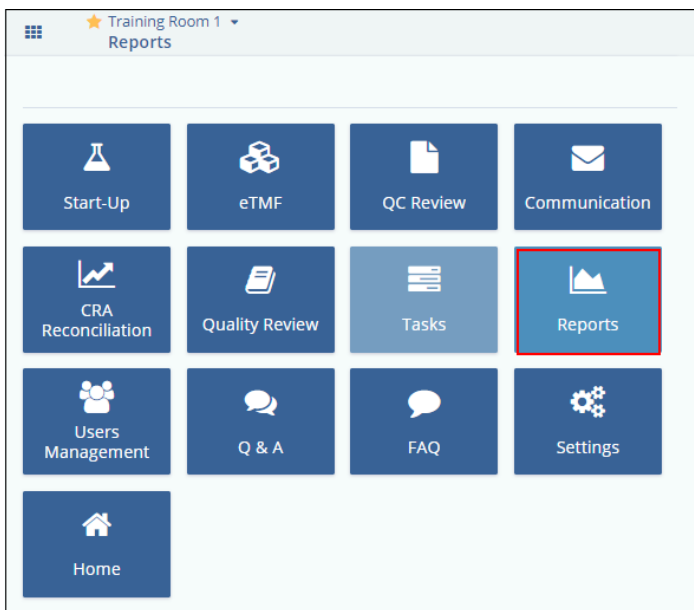 Training Room 1
Reports
Start-Up
eTMF
QC Review
Communication
CRA
Reconciliation
Quality Review
Tasks
Reports
Users
Management
Q & A
FAQ
Settings
Home